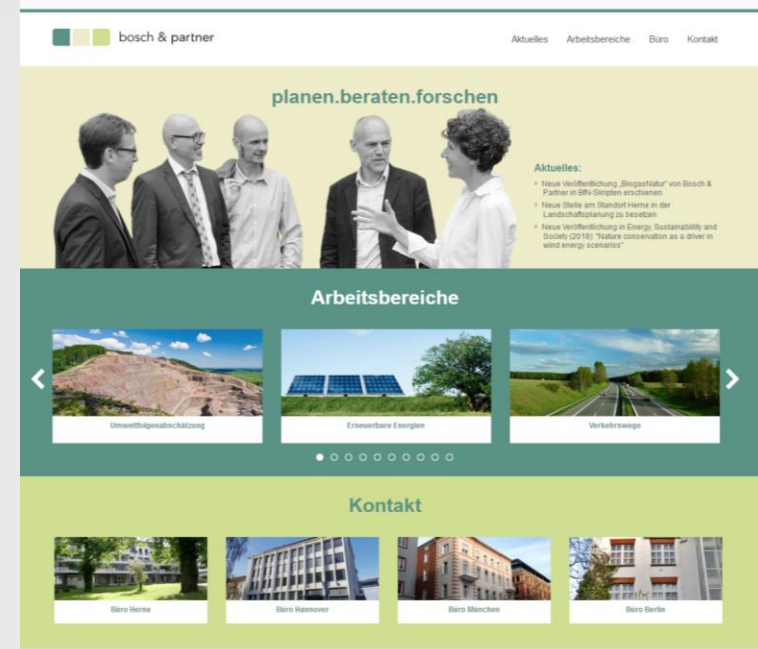 bosch & partner
Aktuelles Arbeitsbereiche Büro Kontakt
planen.beraten.forschen
Aktuelles:
› Neue Veröffentlichung „BiogasNatur" von Bosch &
Partner in BfN-Skripten erschienen
› Neue Stelle am Standort Herne in der
Landschaftsplanung zu besetzen
› Neue Veröffentlichung in Energy, Sustainablility and
Society (2019): "Nature conservation as a driver in
wind energy scenarios"
Arbeitsbereiche
Umweltfolgenabschätzung Erneuerbare Energien Verkehrswege
Kontakt
Büro Herne Büro Hannover Büro München Büro Berlin